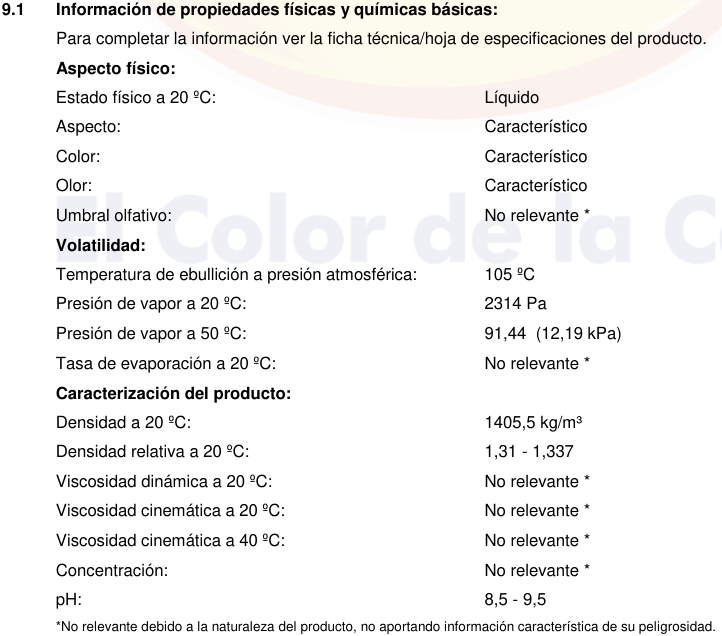 9.1 Información de propiedades físicas y químicas básicas:
Para completar la información ver la ficha técnica/hoja de especificaciones del producto.
Aspecto físico:
Estado físico a 20 ºC: Líquido
Aspecto: Característico
Color: Característico
Olor: Característico
El Color de la C
Umbral olfativo: No relevante *
Volatilidad:
Temperatura de ebullición a presión atmosférica: 105 ºC
Presión de vapor a 20 ºC: 2314 Pa
Presión de vapor a 50 ºC: 91,44 (12,19 kPa)
Tasa de evaporación a 20 ºC: No relevante *
Caracterización del producto:
Densidad a 20 ºC: 1405,5 kg/m³
Densidad relativa a 20 ºC: 1,31 - 1,337
Viscosidad dinámica a 20 ºC: No relevante *
Viscosidad cinemática a 20 ºC: No relevante *
Viscosidad cinemática a 40 ºC: No relevante *
Concentración: No relevante *
pH: 8,5 - 9,5
*No relevante debido a la naturaleza del producto, no aportando información característica de su peligrosidad.